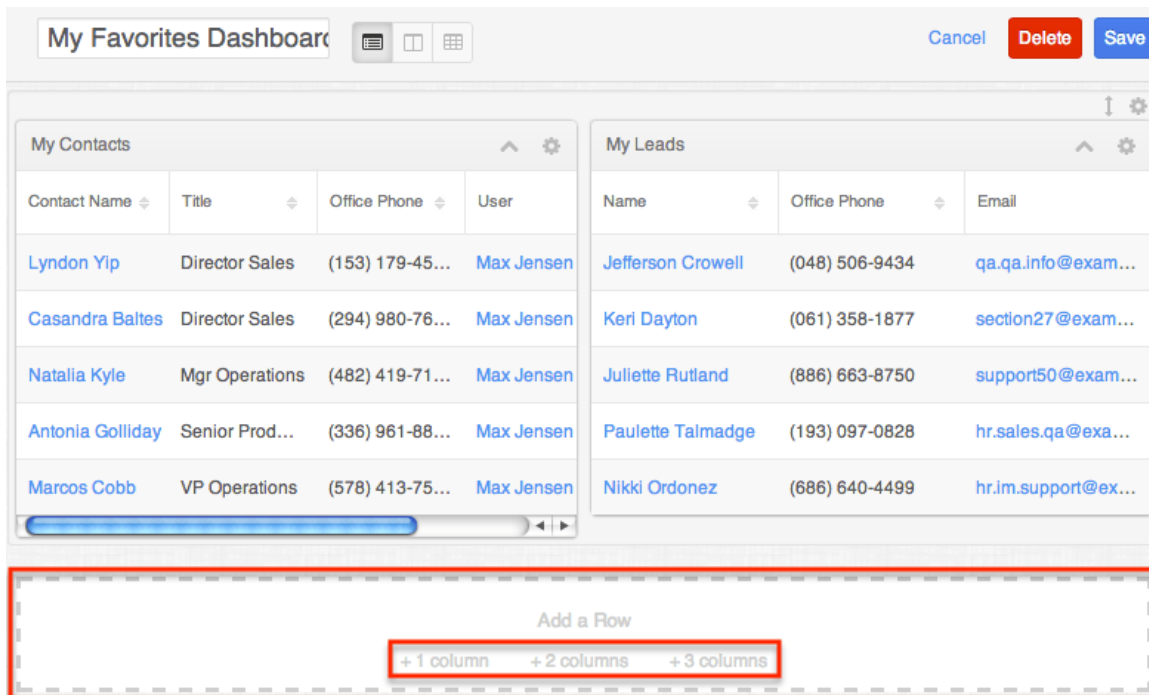 My Favorites Dashboard
Cancel
Delete
Save
My Contacts
Contact Name Title Office Phone User
Lyndon Yip Director Sales (153) 179-45... Max Jensen
Casandra Baltes Director Sales (294) 980-76... Max Jensen
Natalia Kyle Mgr Operations (482) 419-71... Max Jensen
Antonia Golliday Senior Prod... (336) 961-88... Max Jensen
Marcos Cobb VP Operations (578) 413-75... Max Jensen
My Leads
Name Office Phone Email
Jefferson Crowell (048) 506-9434 qa.qa.info@exam...
Keri Dayton (061) 358-1877 section27@exam...
Juliette Rutland (886) 663-8750 support50@exam...
Paulette Talmadge (193) 097-0828 hr.sales.qa@exa...
Nikki Ordonez (686) 640-4499 hr.im.support@ex...
Add a Row
+ 1 column + 2 columns + 3 columns